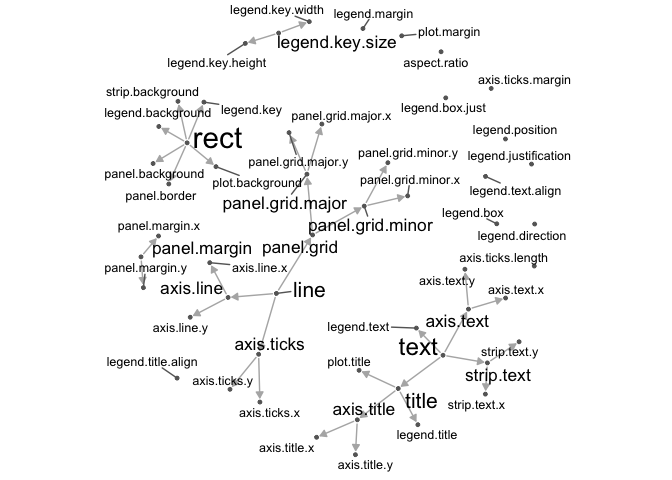 legend.key.width
legend.margin
plot.margin
legend.key.size
legend.key.height
aspect.ratio
axis.ticks.margin
strip.background
legend.key
legend.background
legend.box.just
panel.grid.major.x
rect
legend.position
panel.grid.minor.y
panel.grid.major.y
legend.justification
panel.background
plot.background
panel.grid.minor.x
legend.text.align
panel.border
panel.grid.major
legend.box
panel.margin.x
panel.grid.minor
legend.direction
panel.margin
panel.grid
axis.ticks.length
panel.margin.y
axis.line.x
axis.text.y
axis.line
line
axis.text.x
axis.line.y
legend.text
axis.text
axis.ticks
text
strip.text.y
legend.title.align
plot.title
strip.text
axis.ticks.y
title
strip.text.x
axis.ticks.x
axis.title
legend.title
axis.title.x
axis.title.y